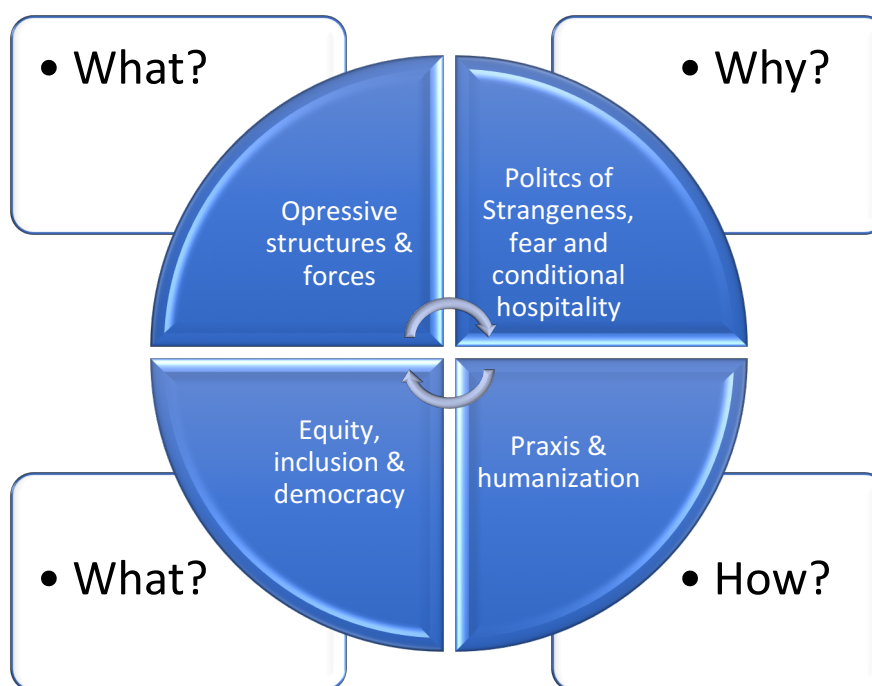 • What?
• Why?
Opressive
structures &
forces
Politcs of
Strangeness,
fear and
conditional
hospitality
Equity,
inclusion &
democracy
Praxis &
humanization
• What?
• How?